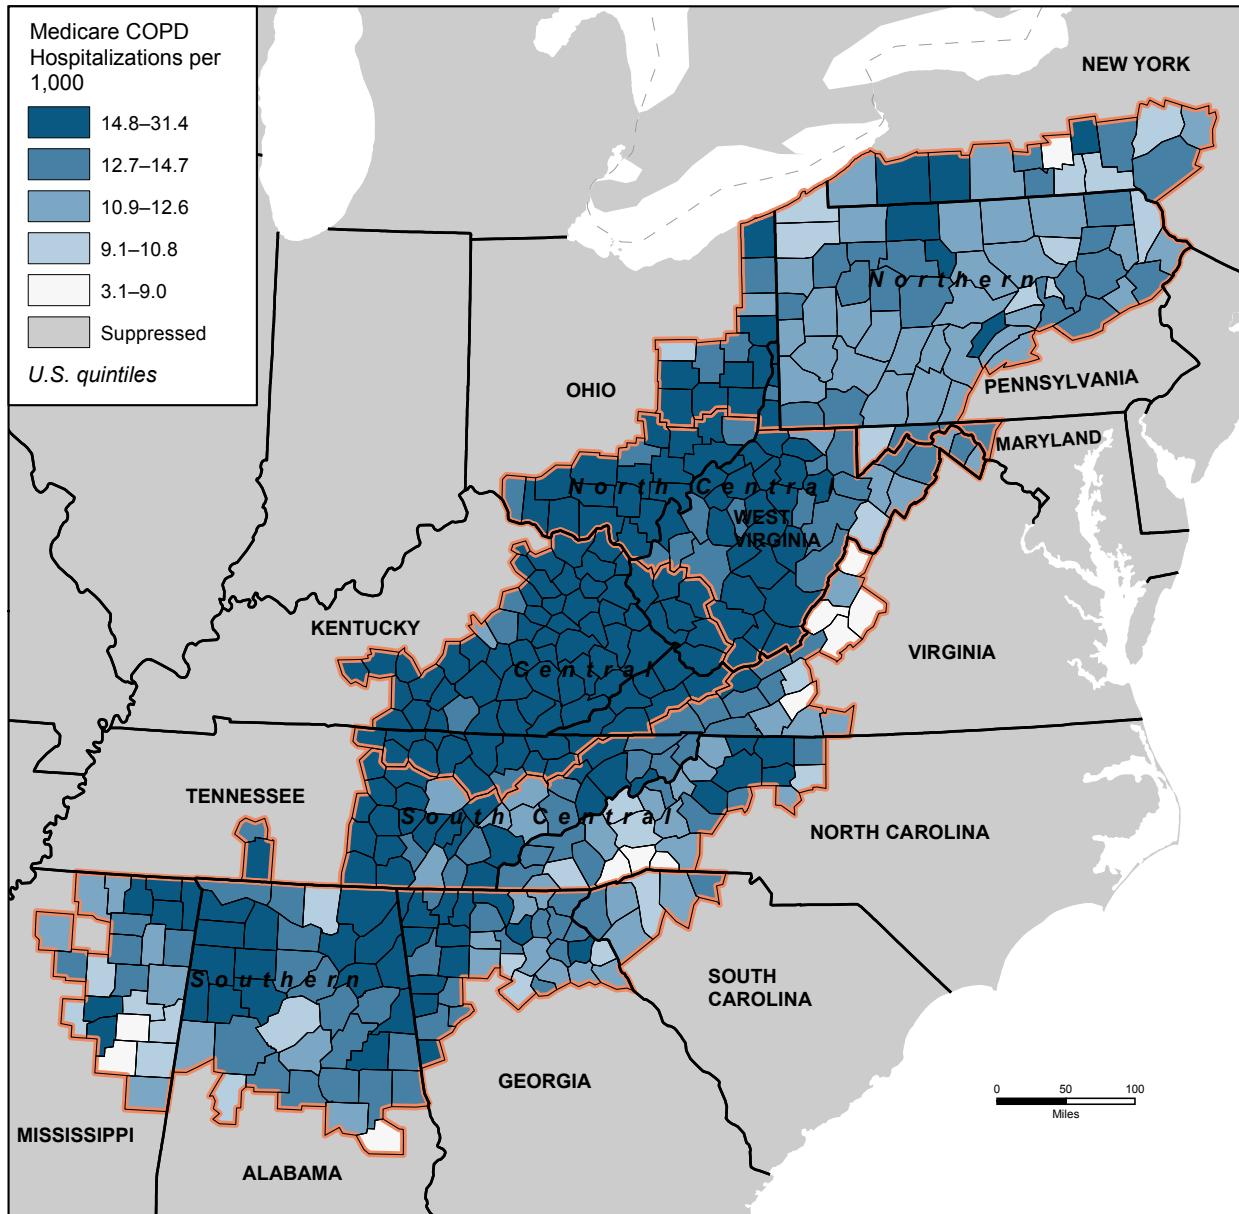 Medicare COPD
Hospitalizations per
1,000
14.8–31.4
12.7–14.7
10.9–12.6
9.1–10.8
3.1–9.0
Suppressed
U.S. quintiles
NEW YORK
Northern
PENNSYLVANIA
OHIO
MARYLAND
North Central
WEST
VIRGINIA
KENTUCKY
VIRGINIA
Central
TENNESSEE
South Central
NORTH CAROLINA
Southern
SOUTH
CAROLINA
GEORGIA
0 50 100
Miles
MISSISSIPPI
ALABAMA